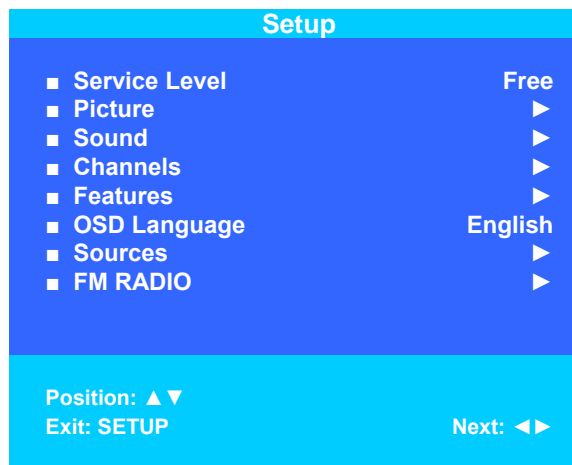 Setup
■ Service Level Free
■ Picture ►
■ Sound ►
■ Channels ►
■ Features ►
■ OSD Language English
■ Sources ►
■ FM RADIO ►
Position: ▲▼
Exit: SETUP Next: ◄►